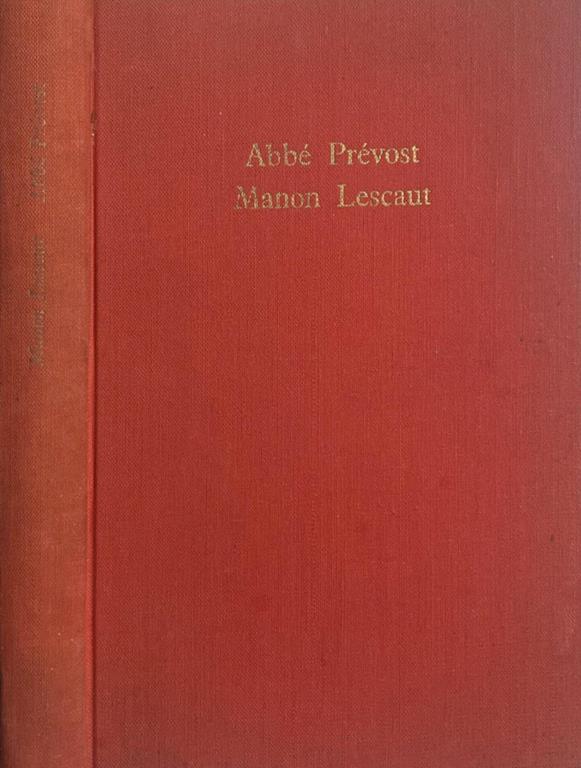 Abbé Prévost
Manon Lescaut
Manon Lescaut Abbé Prévost